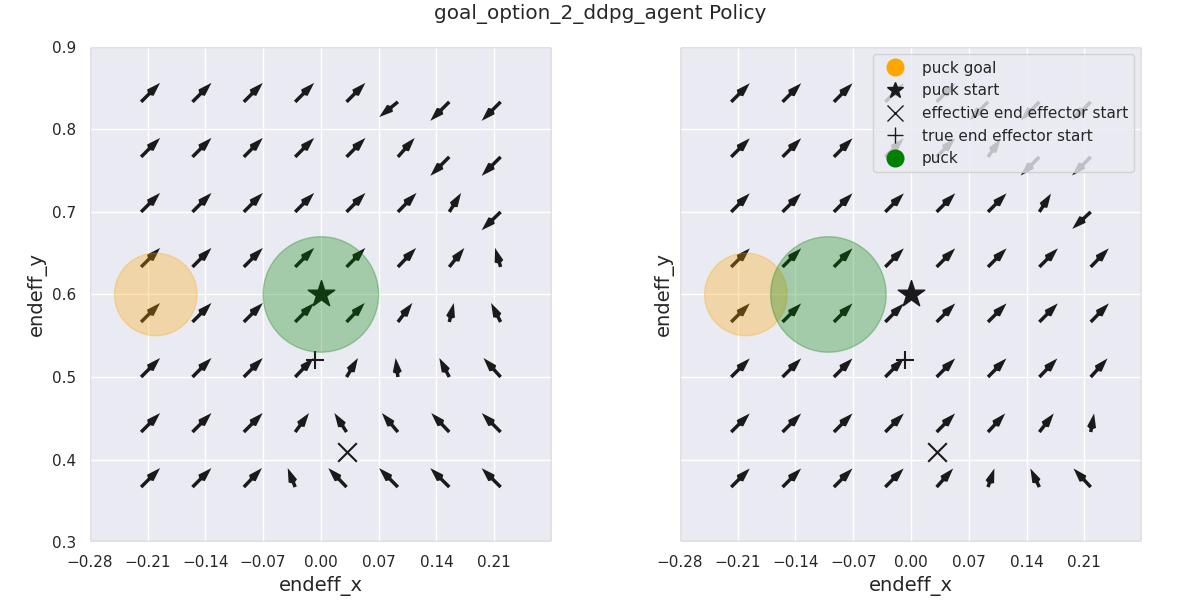 goal_option_2_ddpg_agent Policy
0.9
0.8
0.7
0.6
0.5
0.4
0.3
endeff_y
−0.28 −0.21 −0.14 −0.07 0.00 0.07 0.14 0.21
endeff_x
puck goal
puck start
effective end effector start
true end effector start
puck
endeff_y
−0.28 −0.21 −0.14 −0.07 0.00 0.07 0.14 0.21
endeff_x